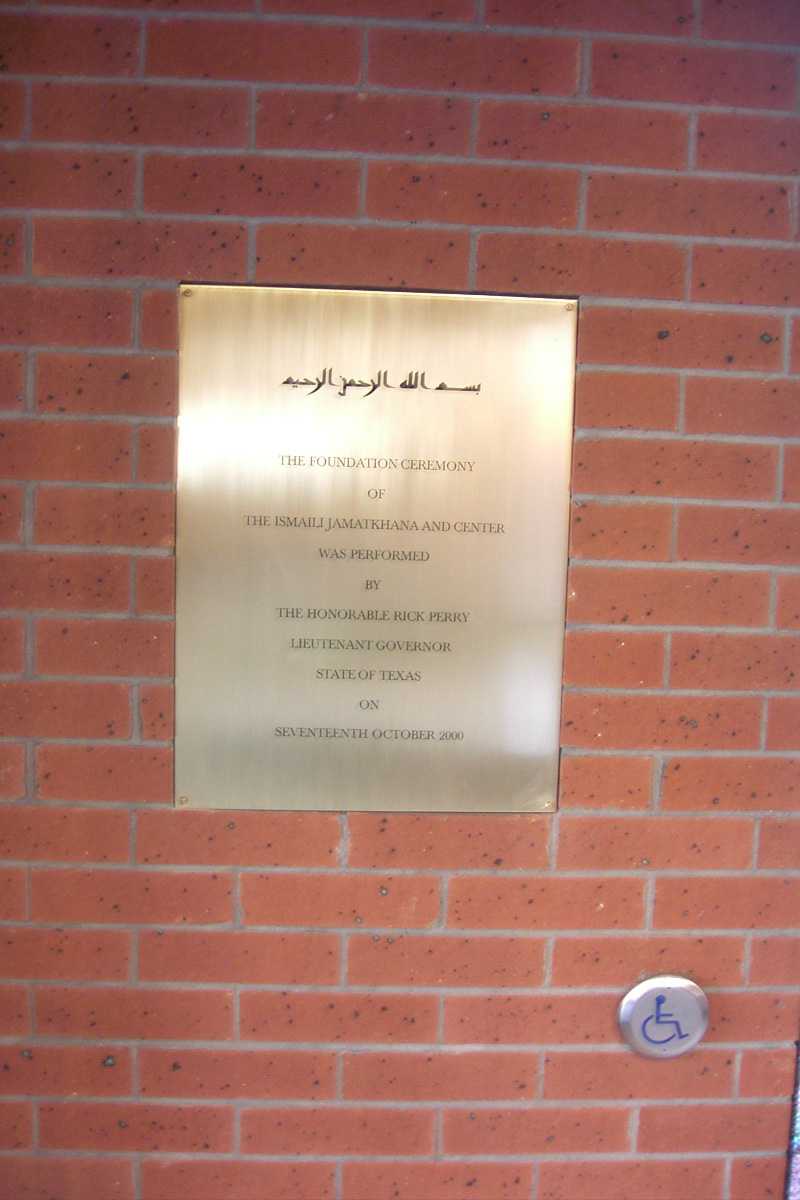 بسم الله الرحمن الرحيم
THE FOUNDATION CEREMONY
OF
THE ISMAILI JAMATKHANA AND CENTER
WAS PERFORMED
BY
THE HONORABLE RICK PERRY
LIEUTENANT GOVERNOR
STATE OF TEXAS
ON
SEVENTEENTH OCTOBER 2000